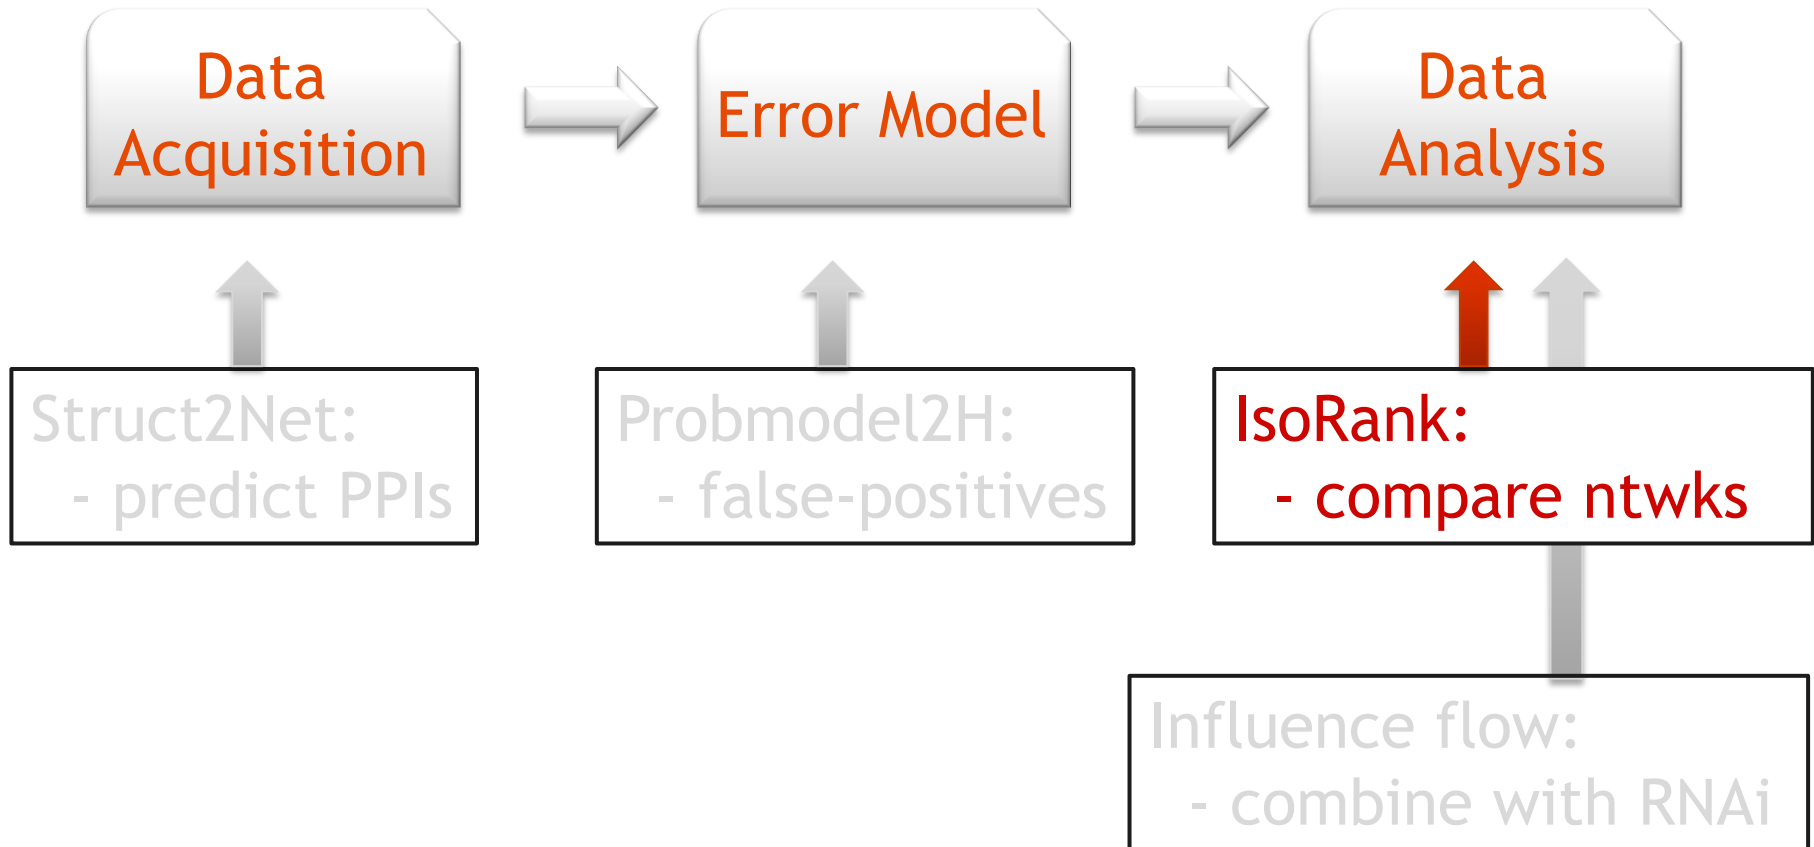 Data
Acquisition
Error Model
Data
Analysis
Struct2Net:
- predict PPIs
Probmodel2H:
- false-positives
IsoRank:
- compare ntwks
Influence flow:
- combine with RNAi